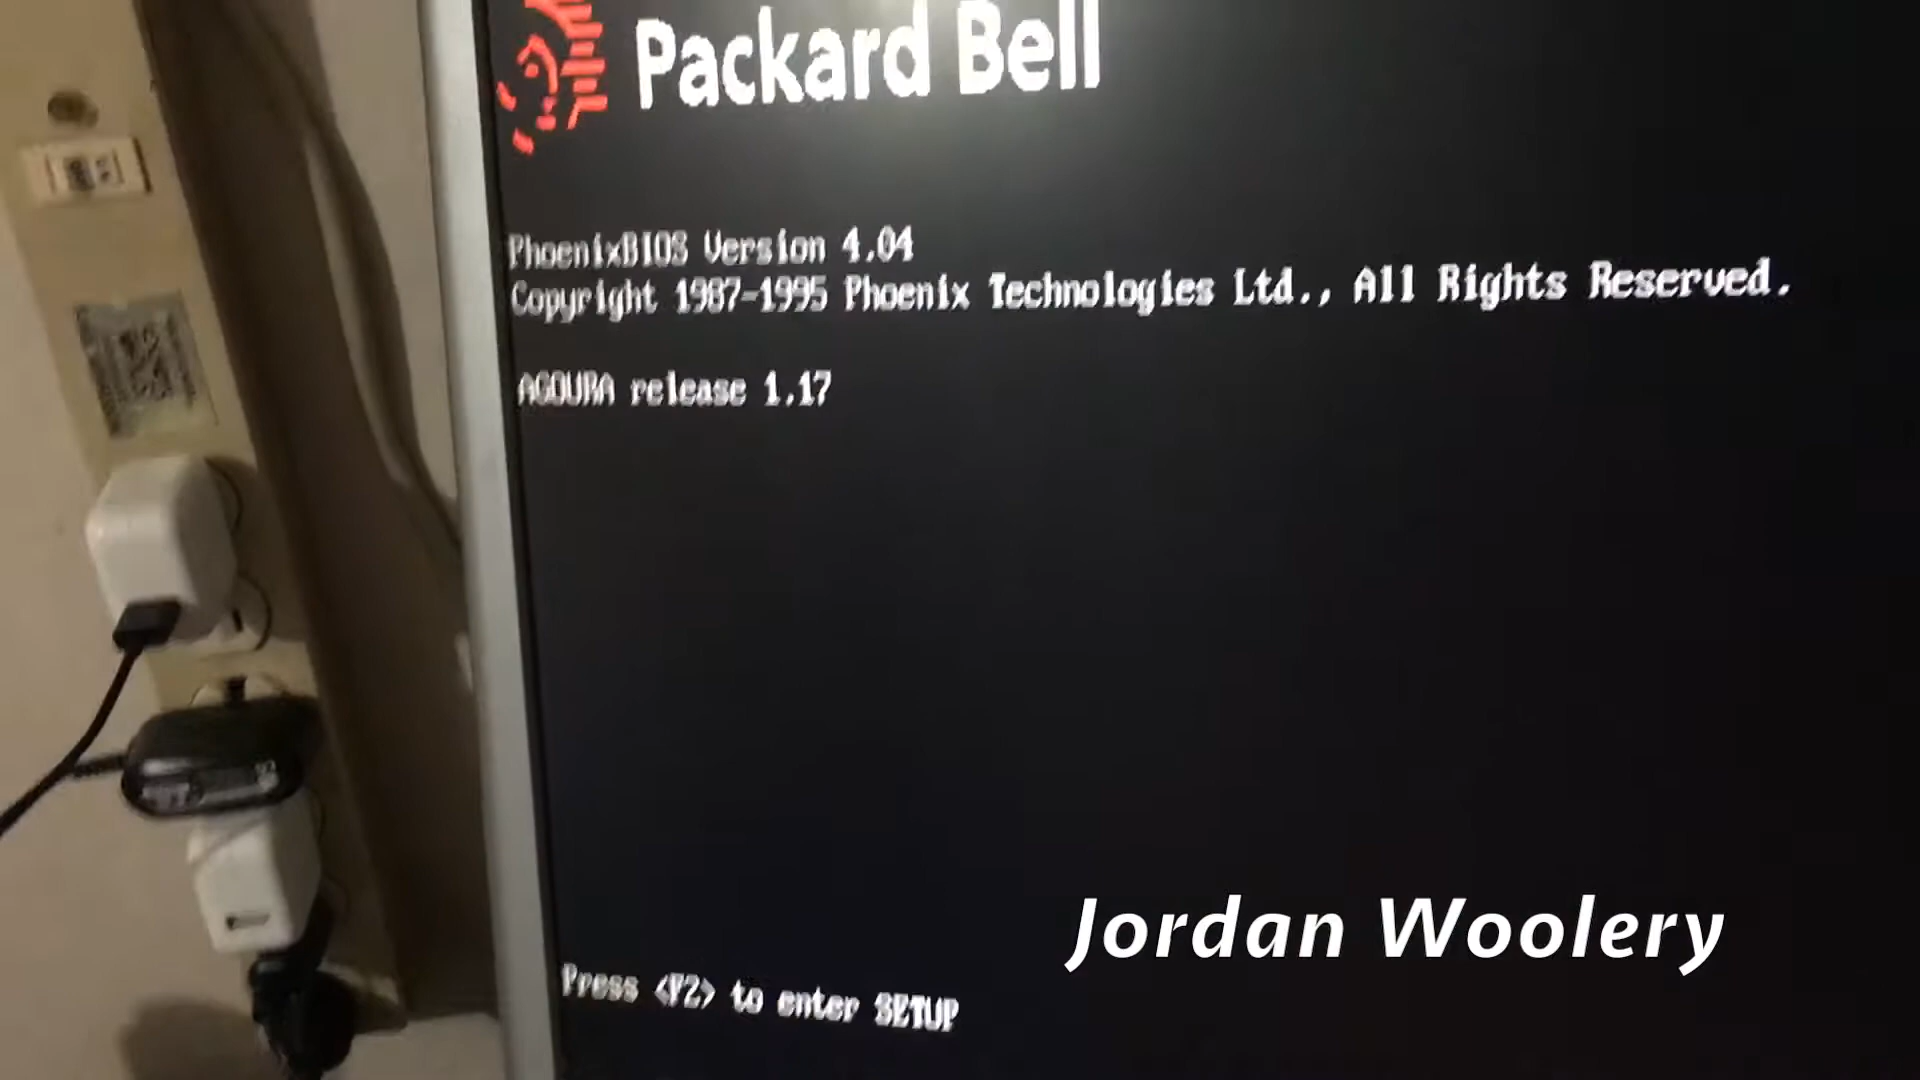 Packard Bell
PhoenixBIOS Version 4.04
Copyright 1987-1995 Phoenix Technologies Ltd., All Rights Reserved.
AGOURA release 1.17
Jordan Woolery
Press <F2> to enter SETUP